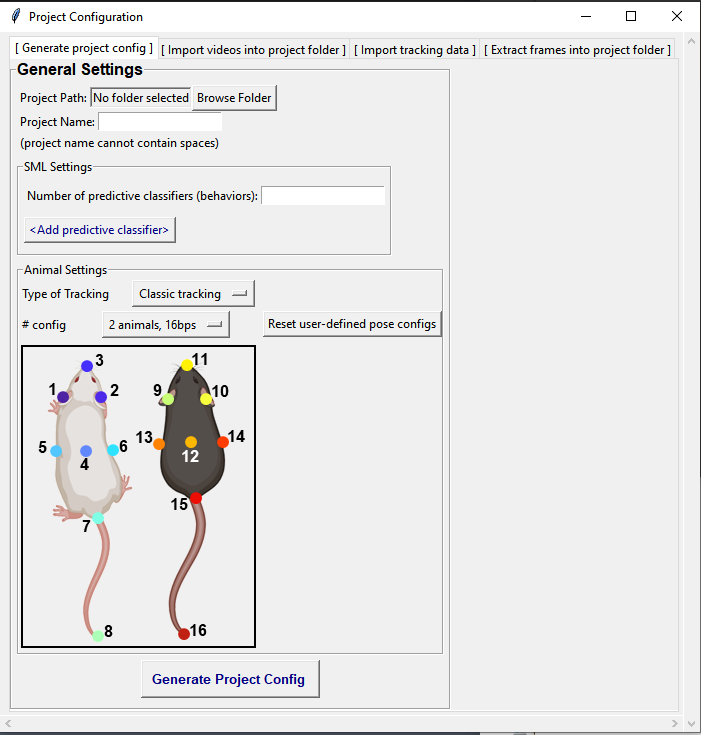 Project Configuration
[ Generate project config ] [ Import videos into project folder ] [ Import tracking data ] [ Extract frames into project folder ]
General Settings
Project Path: No folder selected Browse Folder
Project Name:
(project name cannot contain spaces)
SML Settings
Number of predictive classifiers (behaviors):
<Add predictive classifier>
Animal Settings
Type of Tracking Classic tracking
# config 2 animals, 16bps Reset user-defined pose configs
3 11
1 2 9 10
5 4 6 13 12 14
7 15
8 16
Generate Project Config